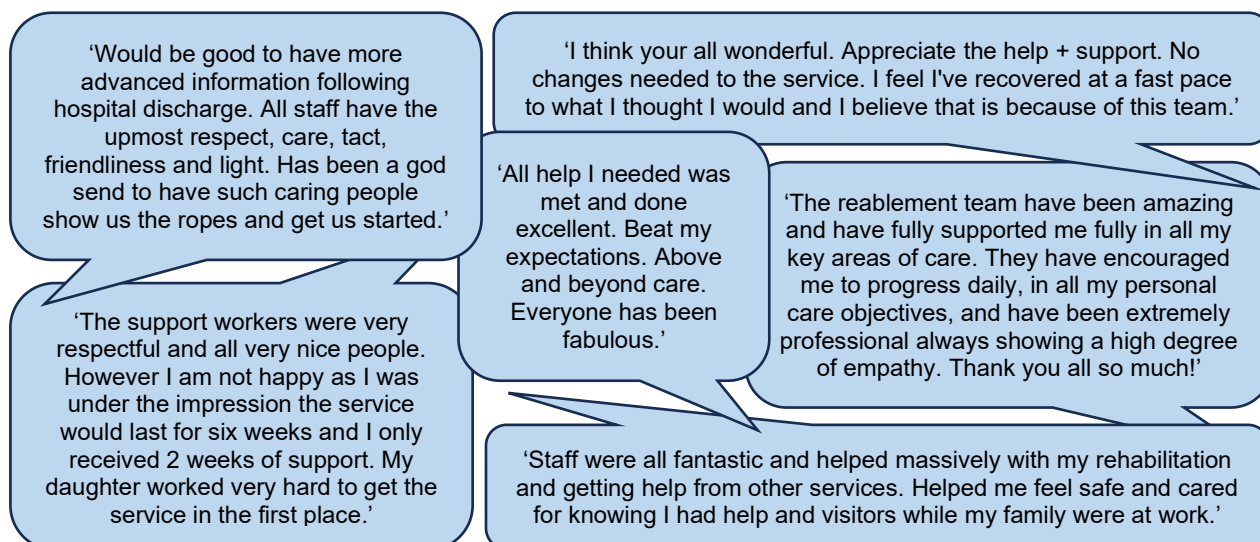 ‘Would be good to have more
advanced information following
hospital discharge. All staff have the
upmost respect, care, tact,
friendliness and light. Has been a god
send to have such caring people
show us the ropes and get us started.’
‘I think your all wonderful. Appreciate the help + support. No
changes needed to the service. I feel I've recovered at a fast pace
to what I thought I would and I believe that is because of this team.’
‘All help I needed was
met and done
excellent. Beat my
expectations. Above
and beyond care.
Everyone has been
fabulous.’
‘The reablement team have been amazing
and have fully supported me fully in all my
key areas of care. They have encouraged
me to progress daily, in all my personal
care objectives, and have been extremely
professional always showing a high degree
of empathy. Thank you all so much!’
‘The support workers were very
respectful and all very nice people.
However I am not happy as I was
under the impression the service
would last for six weeks and I only
received 2 weeks of support. My
daughter worked very hard to get the
service in the first place.’
‘Staff were all fantastic and helped massively with my rehabilitation
and getting help from other services. Helped me feel safe and cared
for knowing I had help and visitors while my family were at work.’